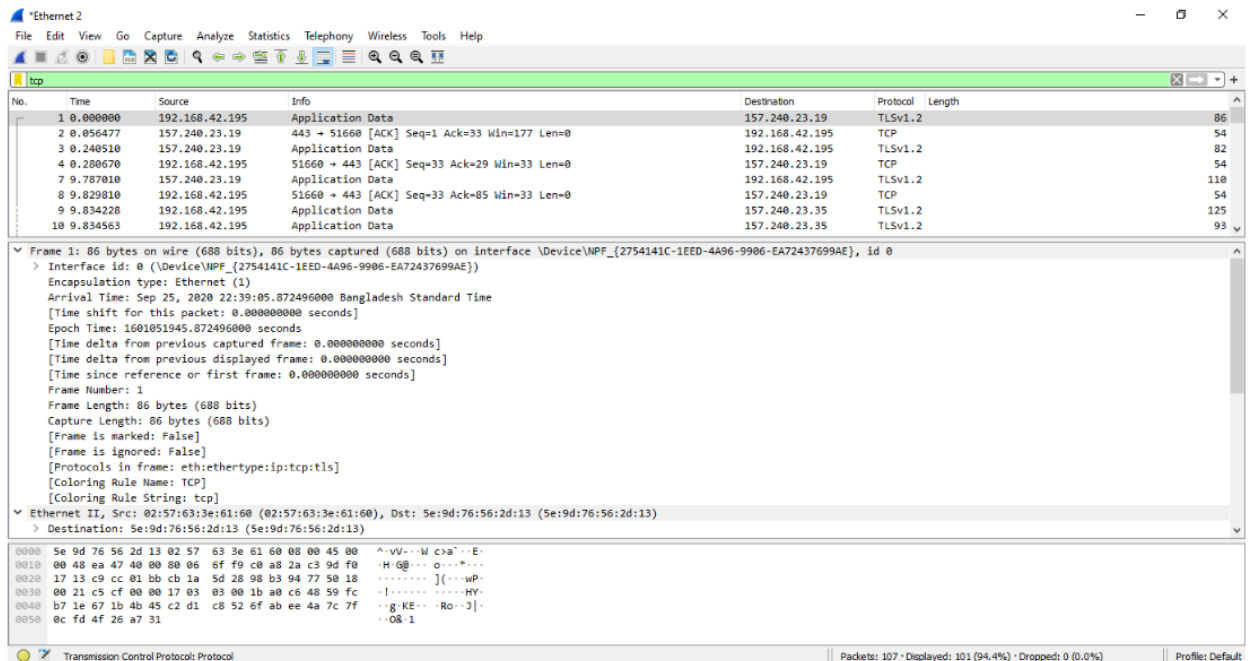 *Ethernet 2
File Edit View Go Capture Analyze Statistics Telephony Wireless Tools Help
tcp
No. Time Source Info Destination Protocol Length
1 0.000000 192.168.42.195 Application Data 157.240.23.19 TLSv1.2 86
2 0.056477 157.240.23.19 443 → 51660 [ACK] Seq=1 Ack=33 Win=177 Len=0 192.168.42.195 TCP 54
3 0.240510 157.240.23.19 Application Data 192.168.42.195 TLSv1.2 82
4 0.280670 192.168.42.195 51660 → 443 [ACK] Seq=33 Ack=29 Win=33 Len=0 157.240.23.19 TCP 54
7 9.787010 157.240.23.19 Application Data 192.168.42.195 TLSv1.2 110
8 9.829810 192.168.42.195 51660 → 443 [ACK] Seq=33 Ack=85 Win=33 Len=0 157.240.23.19 TCP 54
9 9.834228 192.168.42.195 Application Data 157.240.23.35 TLSv1.2 125
10 9.834563 192.168.42.195 Application Data 157.240.23.35 TLSv1.2 93
Frame 1: 86 bytes on wire (688 bits), 86 bytes captured (688 bits) on interface \Device\NPF_{2754141C-1EED-4A96-9906-EA72437699AE}, id 0
Interface id: 0 (\Device\NPF_{2754141C-1EED-4A96-9906-EA72437699AE})
Encapsulation type: Ethernet (1)
Arrival Time: Sep 25, 2020 22:39:05.872496000 Bangladesh Standard Time
[Time shift for this packet: 0.000000000 seconds]
Epoch Time: 1601051945.872496000 seconds
[Time delta from previous captured frame: 0.000000000 seconds]
[Time delta from previous displayed frame: 0.000000000 seconds]
[Time since reference or first frame: 0.000000000 seconds]
Frame Number: 1
Frame Length: 86 bytes (688 bits)
Capture Length: 86 bytes (688 bits)
[Frame is marked: False]
[Frame is ignored: False]
[Protocols in frame: eth:ethertype:ip:tcp:tls]
[Coloring Rule Name: TCP]
[Coloring Rule String: tcp]
Ethernet II, Src: 02:57:63:3e:61:60 (02:57:63:3e:61:60), Dst: 5e:9d:76:56:2d:13 (5e:9d:76:56:2d:13)
Destination: 5e:9d:76:56:2d:13 (5e:9d:76:56:2d:13)
0000 5e 9d 76 56 2d 13 02 57 63 3e 61 60 08 00 45 00 ^·vV-··W c>a`··E·
0010 00 48 ea 47 40 00 80 06 6f f9 c0 a8 2a c3 9d f0 ·H·G@··· o···*···
0020 17 13 c9 cc 01 bb cb 1a 5d 28 98 b3 94 77 50 18 ········ ](···wP·
0030 00 21 c5 cf 00 00 17 03 03 00 1b a0 c6 48 59 fc ·!······ ·····HY·
0040 b7 1e 67 1b 4b 45 c2 d1 c8 52 6f ab ee 4a 7c 7f ··g·KE·· ·Ro··J|·
0050 0c fd 4f 26 a7 31 ··O&·1
Transmission Control Protocol: Protocol Packets: 107 · Displayed: 101 (94.4%) · Dropped: 0 (0.0%) Profile: Default